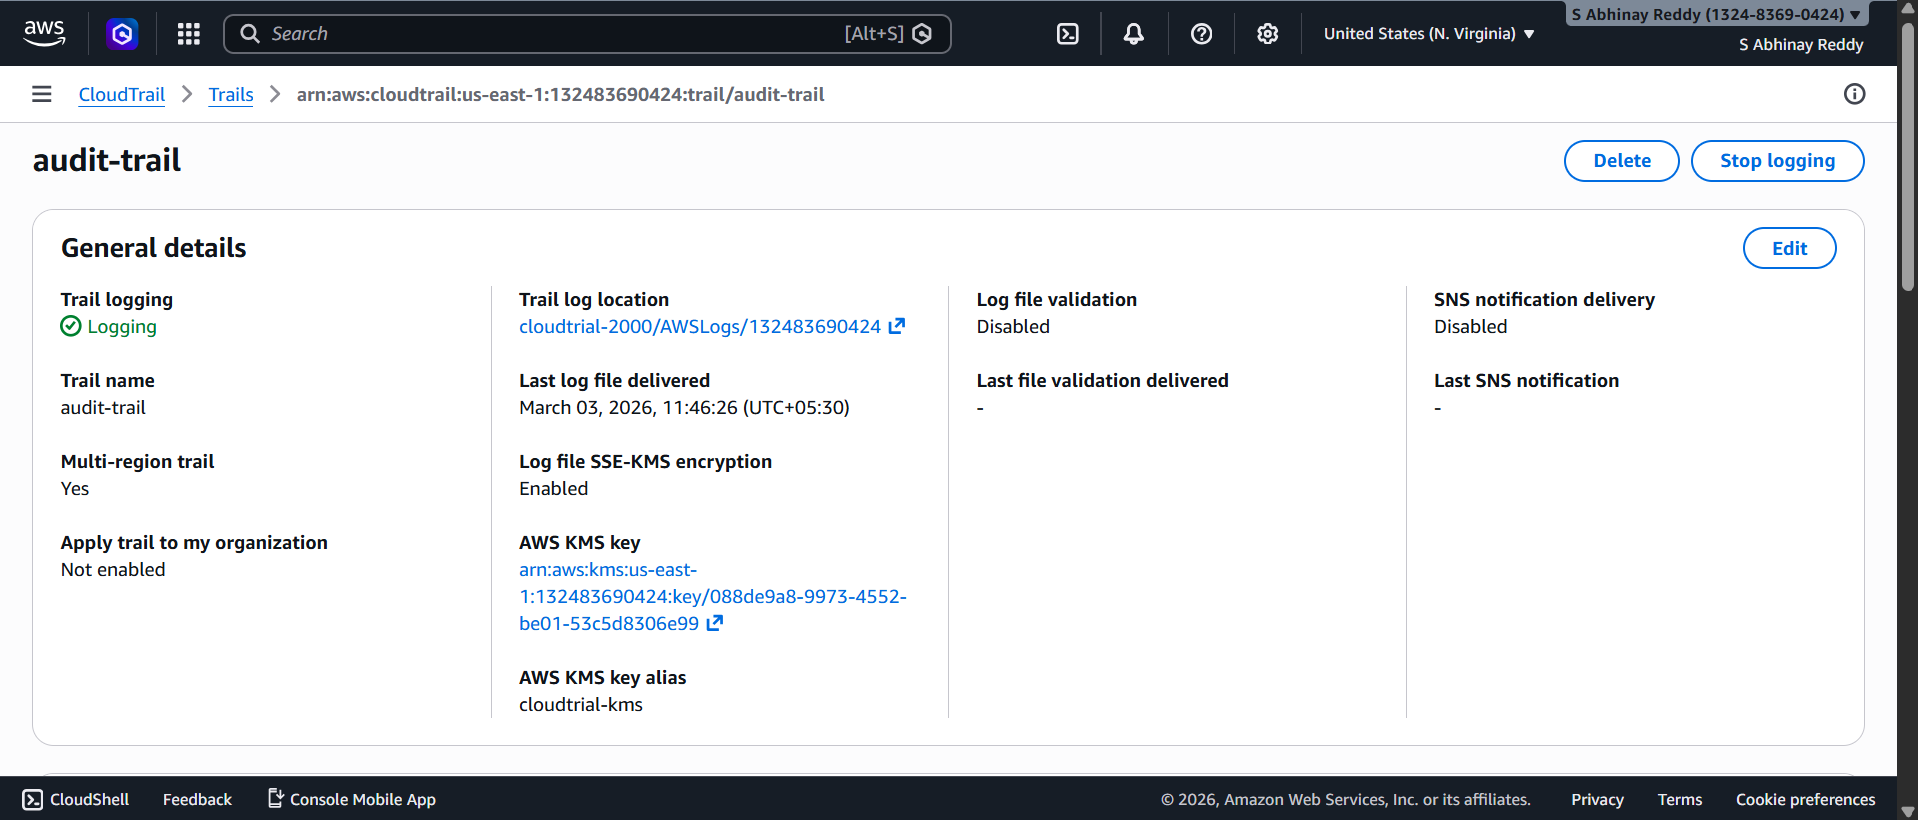 aws
Search
[Alt+S]
United States (N. Virginia)
S Abhinay Reddy (1324-8369-0424)
S Abhinay Reddy
CloudTrail
Trails
arn:aws:cloudtrail:us-east-1:132483690424:trail/audit-trail
audit-trail
Delete
Stop logging
General details
Edit
Trail logging
Logging
Trail name
audit-trail
Multi-region trail
Yes
Apply trail to my organization
Not enabled
Trail log location
cloudtrial-2000/AWSLogs/132483690424
Last log file delivered
March 03, 2026, 11:46:26 (UTC+05:30)
Log file SSE-KMS encryption
Enabled
AWS KMS key
arn:aws:kms:us-east-
1:132483690424:key/088de9a8-9973-4552-
be01-53c5d8306e99
AWS KMS key alias
cloudtrial-kms
Log file validation
Disabled
Last file validation delivered
-
SNS notification delivery
Disabled
Last SNS notification
-
CloudShell
Feedback
Console Mobile App
© 2026, Amazon Web Services, Inc. or its affiliates.
Privacy
Terms
Cookie preferences